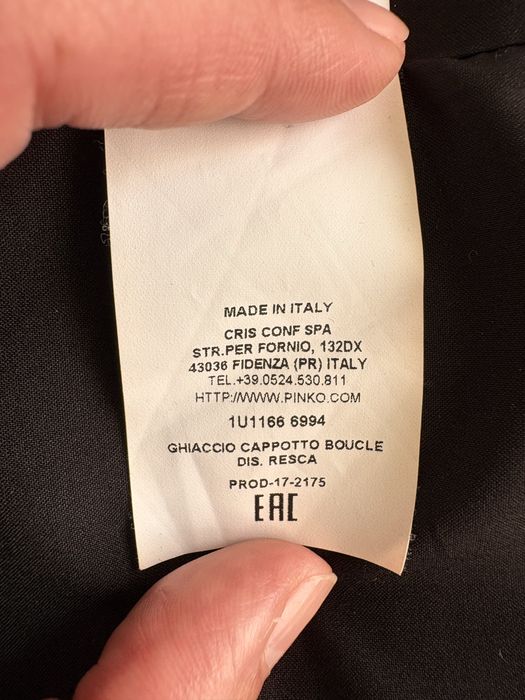 MADE IN ITALY
CRIS CONF SPA
STR.PER FORNIO, 132DX
43036 FIDENZA (PR) ITALY
TEL.+39.0524.530.811
HTTP://WWW.PINKO.COM
1U1166 6994
GHIACCIO CAPPOTTO BOUCLE
DIS. RESCA
PROD-17-2175
EAC